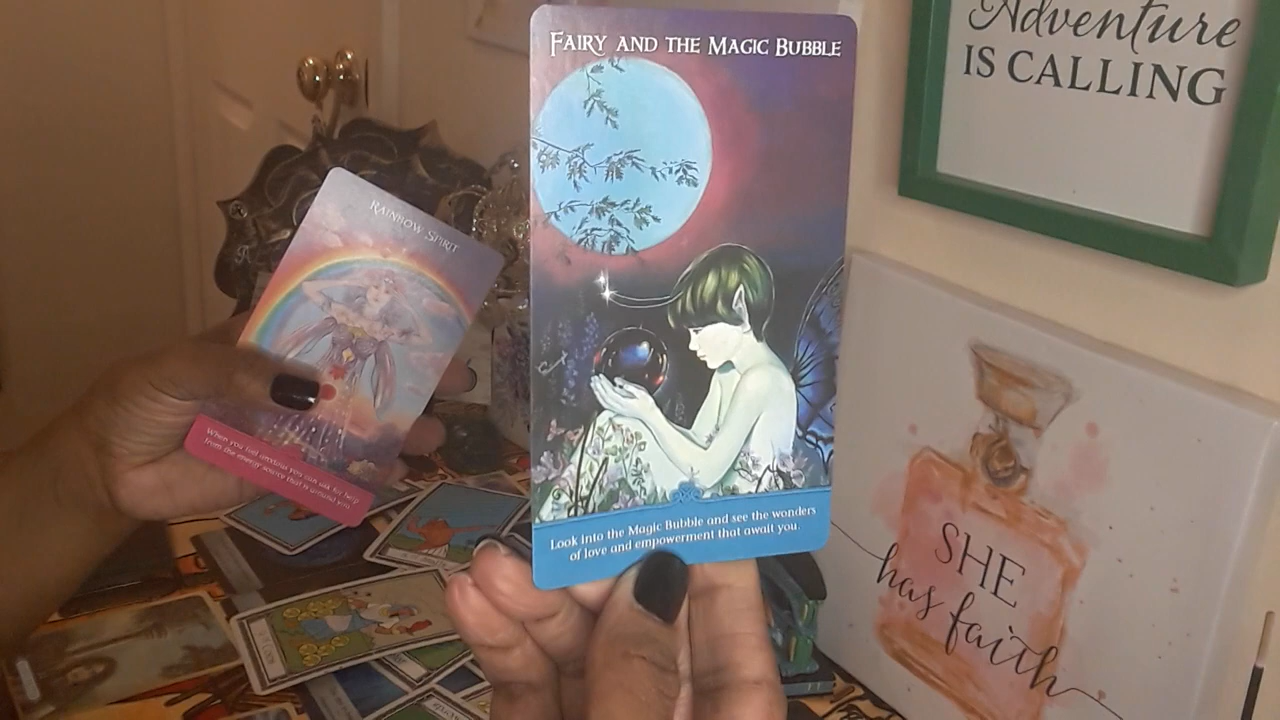 FAIRY AND THE MAGIC BUBBLE
Look into the Magic Bubble and see the wonders
of love and empowerment that await you.
RAINBOW SPIRIT
When you feel anxious you can ask for help
from the energy source that is around you.
Adventure
IS CALLING
SHE
has faith